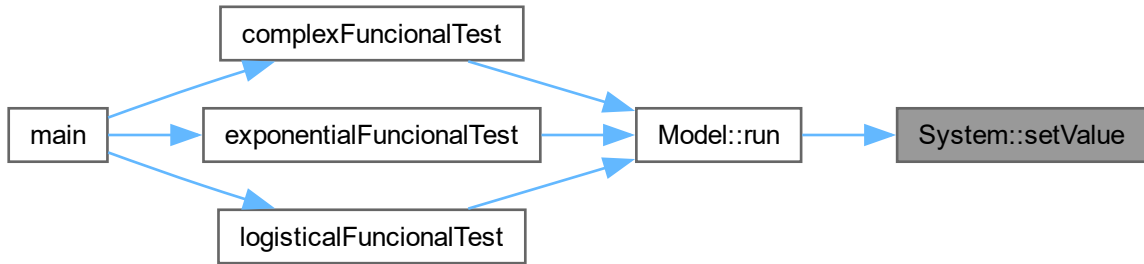 complexFuncionalTest
main
exponentialFuncionalTest
Model::run
System::setValue
logisticalFuncionalTest